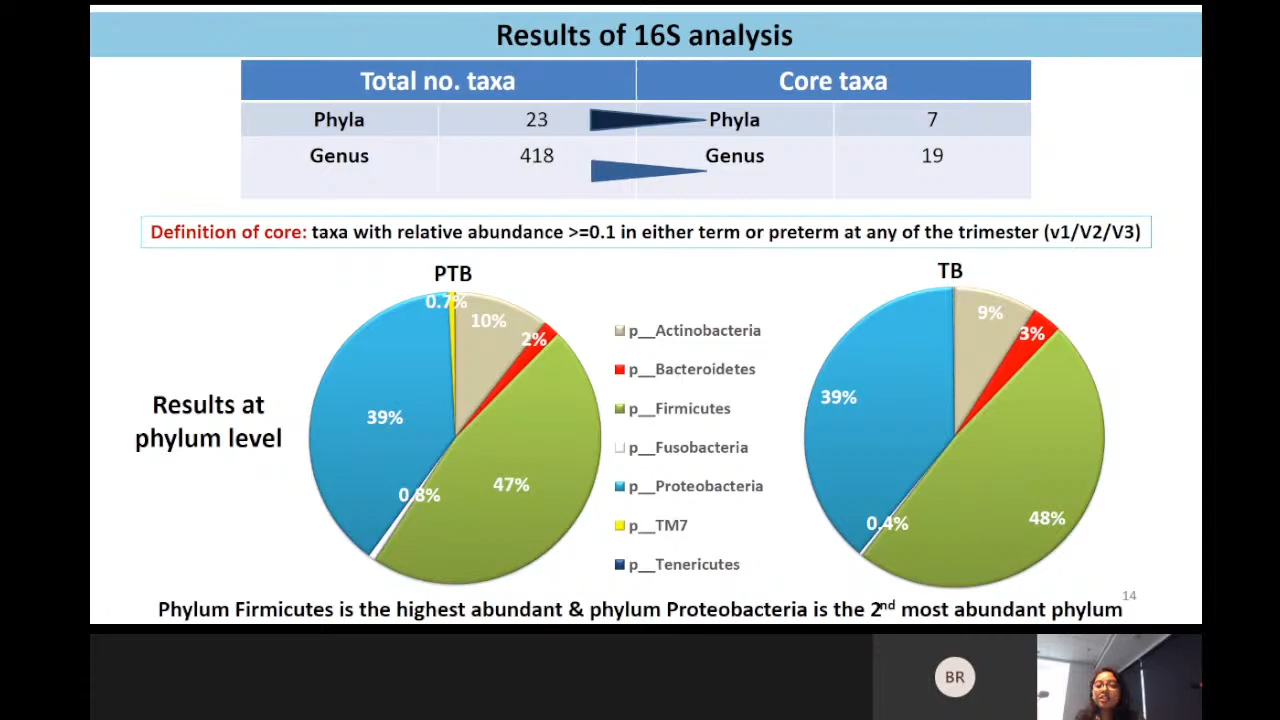 Results of 16S analysis
Total no. taxa Core taxa
Phyla 23 Phyla 7
Genus 418 Genus 19
Definition of core: taxa with relative abundance >=0.1 in either term or preterm at any of the trimester (v1/V2/V3)
PTB
TB
0.7%
10%
2%
39%
0.8%
47%
p__Actinobacteria
p__Bacteroidetes
p__Firmicutes
p__Fusobacteria
p__Proteobacteria
p__TM7
p__Tenericutes
9%
3%
39%
0.4%
48%
Results at
phylum level
14
Phylum Firmicutes is the highest abundant & phylum Proteobacteria is the 2nd most abundant phylum
BR